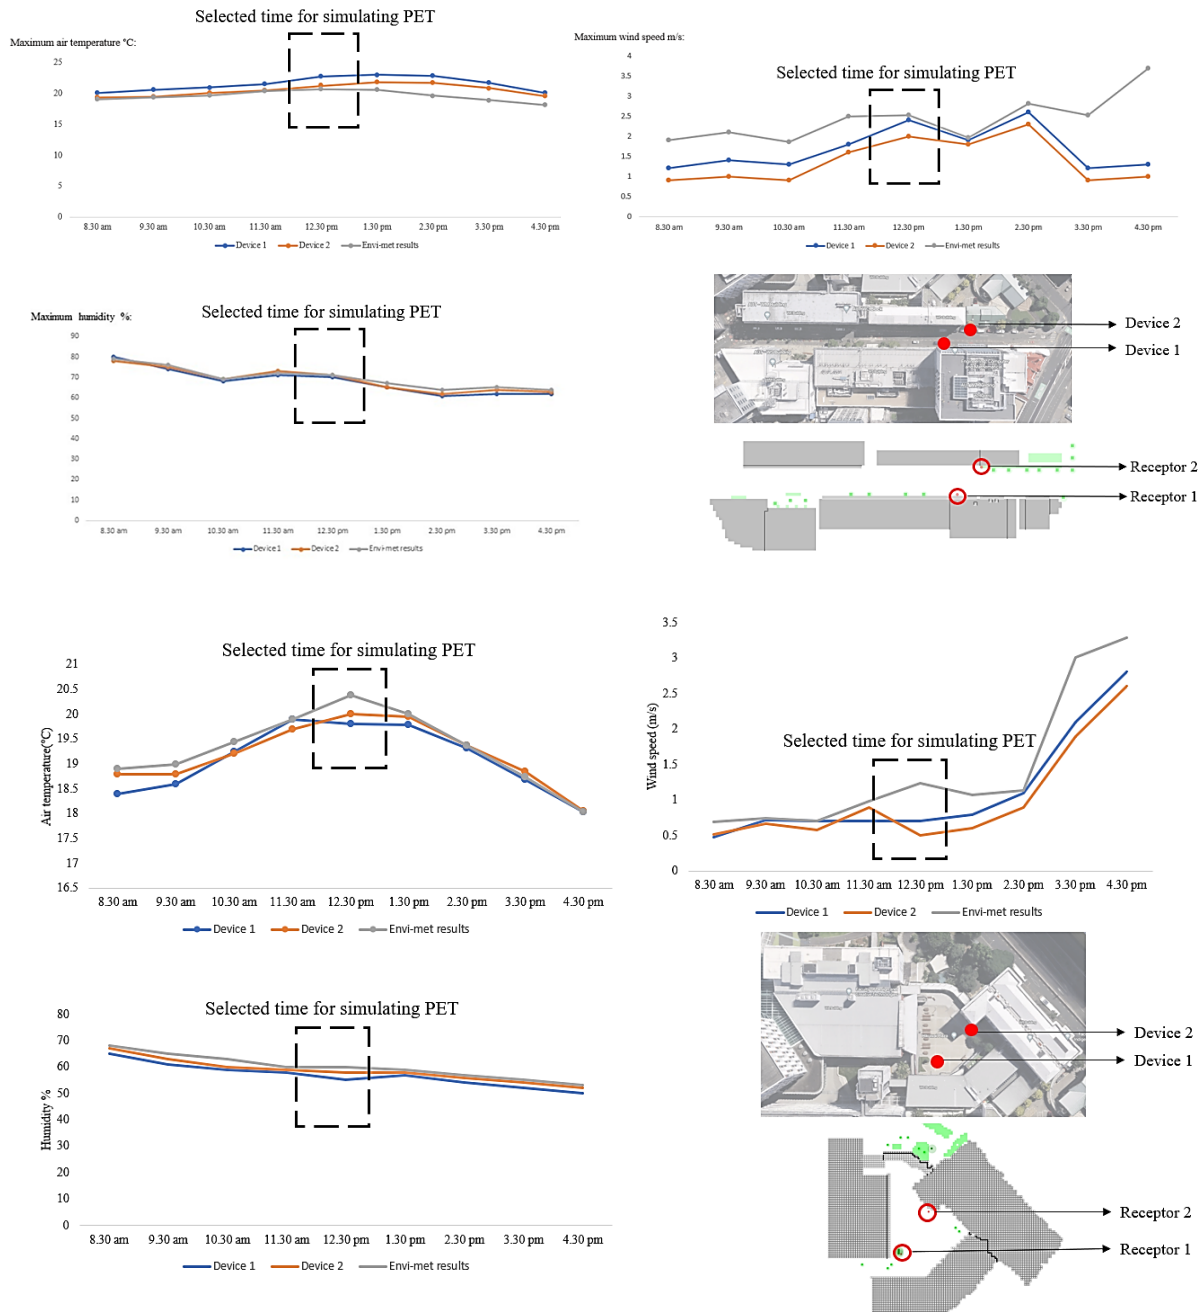 Selected time for simulating PET
Maximum air temperature °C:
25
20
15
10
5
0
8.30 am 9.30 am 10.30 am 11.30 am 12.30 pm 1.30 pm 2.30 pm 3.30 pm 4.30 pm
Device 1 Device 2 Envi-met results
Maximum wind speed m/s:
Selected time for simulating PET
4
3.5
3
2.5
2
1.5
1
0.5
0
8.30 am 9.30 am 10.30 am 11.30 am 12.30 pm 1.30 pm 2.30 pm 3.30 pm 4.30 pm
Device 1 Device 2 Envi-met results
Selected time for simulating PET
Maximum humidity %:
90
80
70
60
50
40
30
20
10
0
8.30 am 9.30 am 10.30 am 11.30 am 12.30 pm 1.30 pm 2.30 pm 3.30 pm 4.30 pm
Device 1 Device 2 Envi-met results
Device 2
Device 1
Receptor 2
Receptor 1
Selected time for simulating PET
Air temperature(°C)
21
20.5
20
19.5
19
18.5
18
17.5
17
16.5
8.30 am 9.30 am 10.30 am 11.30 am 12.30 pm 1.30 pm 2.30 pm 3.30 pm 4.30 pm
Device 1 Device 2 Envi-met results
Selected time for simulating PET
Wind speed (m/s)
3.5
3
2.5
2
1.5
1
0.5
0
8.30 am 9.30 am 10.30 am 11.30 am 12.30 pm 1.30 pm 2.30 pm 3.30 pm 4.30 pm
Device 1 Device 2 Envi-met results
Selected time for simulating PET
Humidity %
80
70
60
50
40
30
20
10
0
8.30 am 9.30 am 10.30 am 11.30 am 12.30 pm 1.30 pm 2.30 pm 3.30 pm 4.30 pm
Device 1 Device 2 Envi-met results
Device 2
Device 1
Receptor 2
Receptor 1